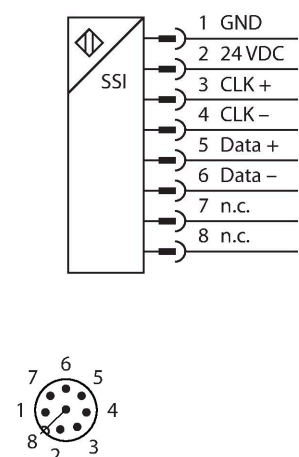 1 GND
2 24 VDC
SSI
3 CLK +
4 CLK –
5 Data +
6 Data –
7 n.c.
8 n.c.
6
7 5
1 4
8 2 3